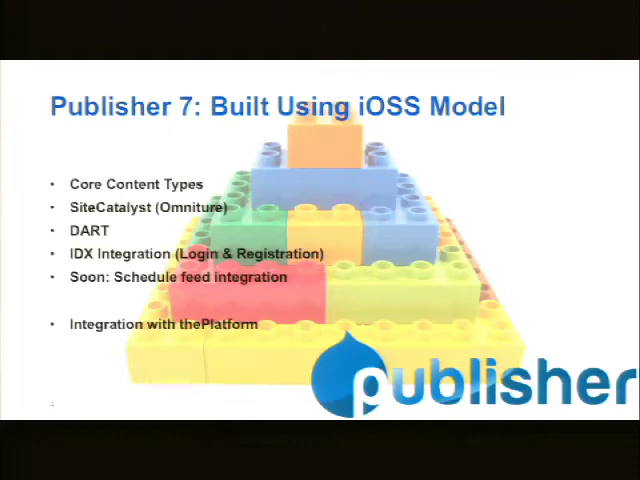 Publisher 7: Built Using iOSS Model
• Core Content Types
• SiteCatalyst (Omniture)
• DART
• IDX Integration (Login & Registration)
• Soon: Schedule feed integration
• Integration with thePlatform
publisher
4